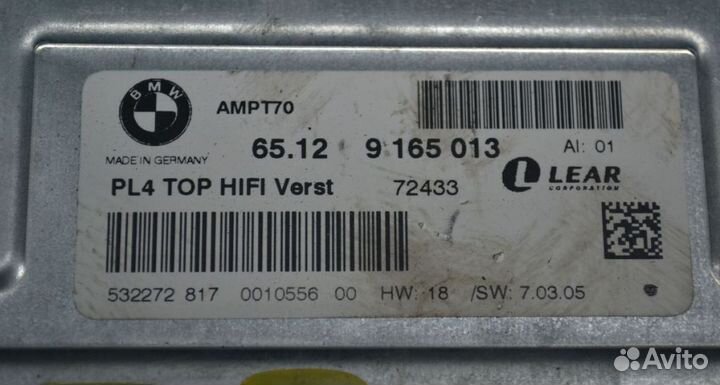 BMW
AMPT70
MADE IN GERMANY
65.12 9 165 013 AI: 01
PL4 TOP HIFI Verst 72433
LEAR
CORPORATION
532272 817 0010556 00 HW: 18 /SW: 7.03.05
Avito